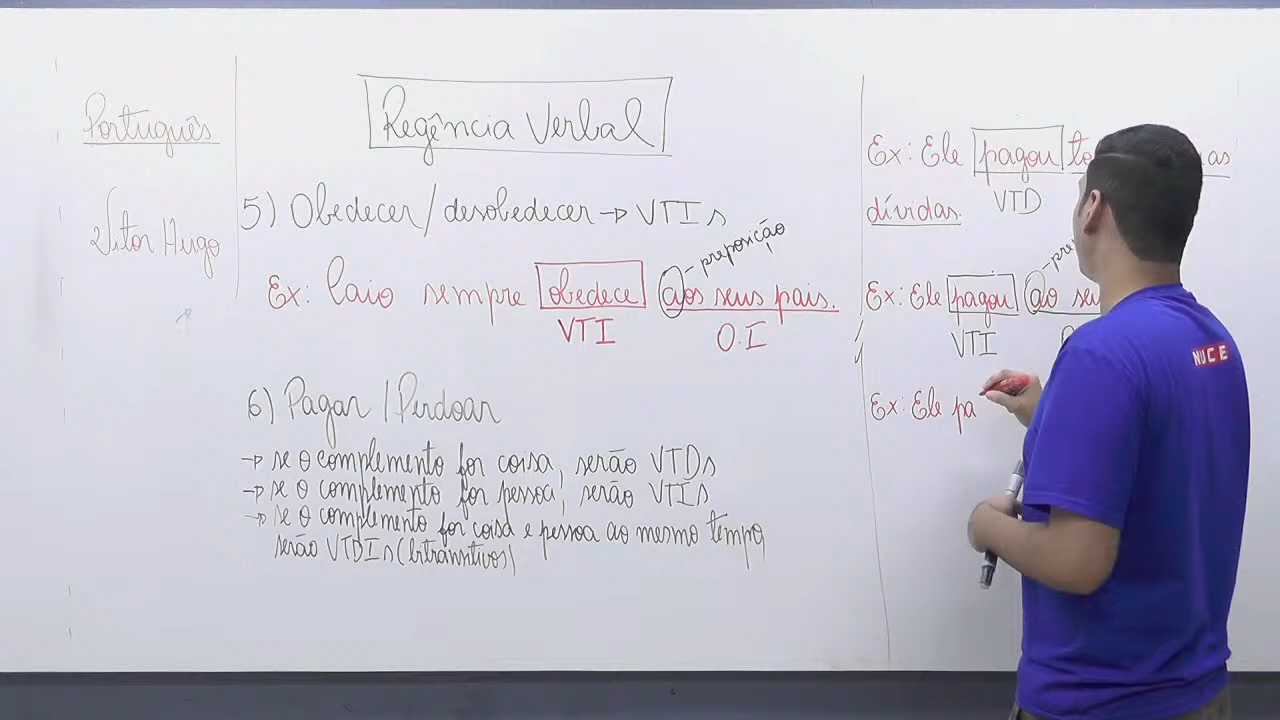 Português
Vitor Hugo
Regência Verbal
5) Obedecer/desobedecer → VTIs
preposição
Ex: Caio sempre obedece aos seus pais.
VTI O.I
6) Pagar / Perdoar
→ se o complemento for coisa, serão VTDs
→ se o complemento for pessoa, serão VTIs
→ se o complemento for coisa e pessoa ao mesmo tempo,
serão VTDIs (bitransitivos)
Ex: Ele pagou
dívidas.
VTD
Ex: Ele pagou ao
VTI
Ex: Ele pa
NUCE